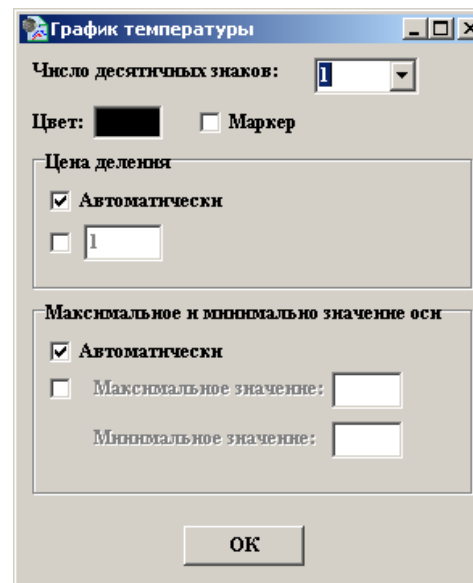 График температуры
Число десятичных знаков: 1
Цвет: Маркер
Цена деления
Автоматически
1
Максимальное и минимально значение оси
Автоматически
Максимальное значение:
Минимальное значение:
ОК